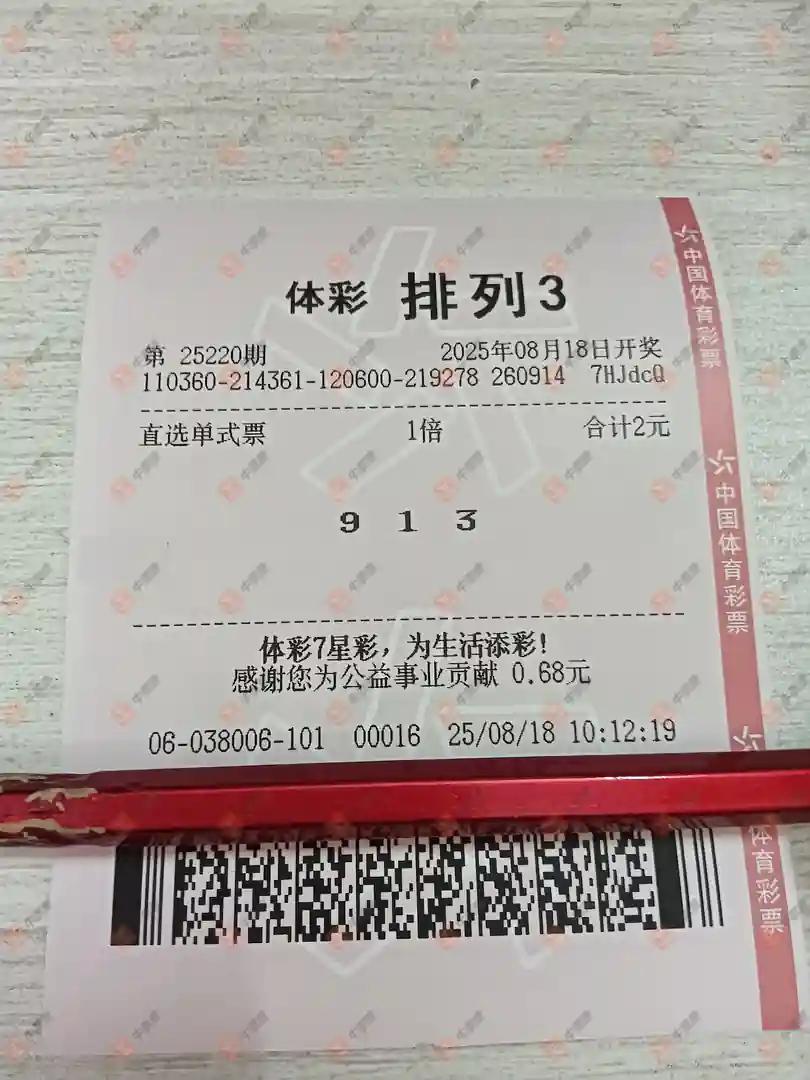 体彩 排列3
第 25220期 2025年08月18日开奖
110360-214361-120600-219278 260914 7HJdcQ
直选单式票 1倍 合计2元
9 1 3
体彩7星彩，为生活添彩!
感谢您为公益事业贡献 0.68元
06-038006-101 00016 25/08/18 10:12:19
中国体育彩票
中国体育彩票
体育彩票